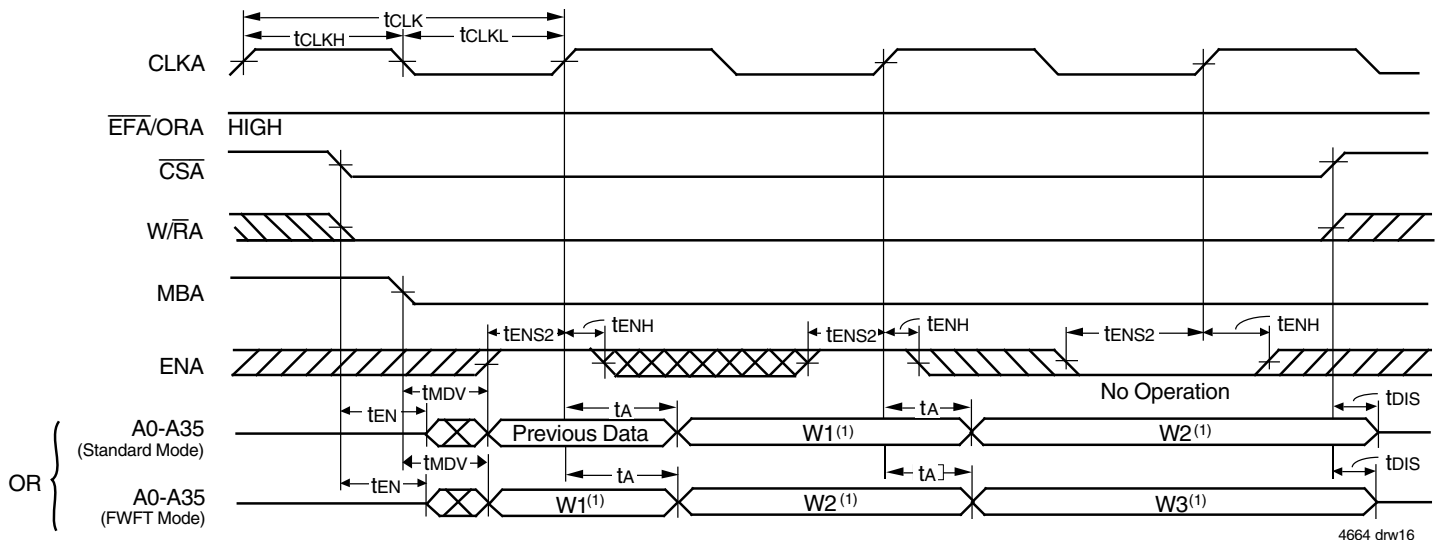 tCLK
tCLKH tCLKL
CLKA
EFA/ORA HIGH
CSA
W/RA
MBA
tENS2 tENH tENS2 tENH tENS2 tENH
ENA
No Operation
tMDV
tEN tA tA tDIS
A0-A35 Previous Data W1(1) W2(1)
(Standard Mode)
tMDV
OR
tEN tA tA tDIS
A0-A35 W1(1) W2(1) W3(1)
(FWFT Mode)
4664 drw16